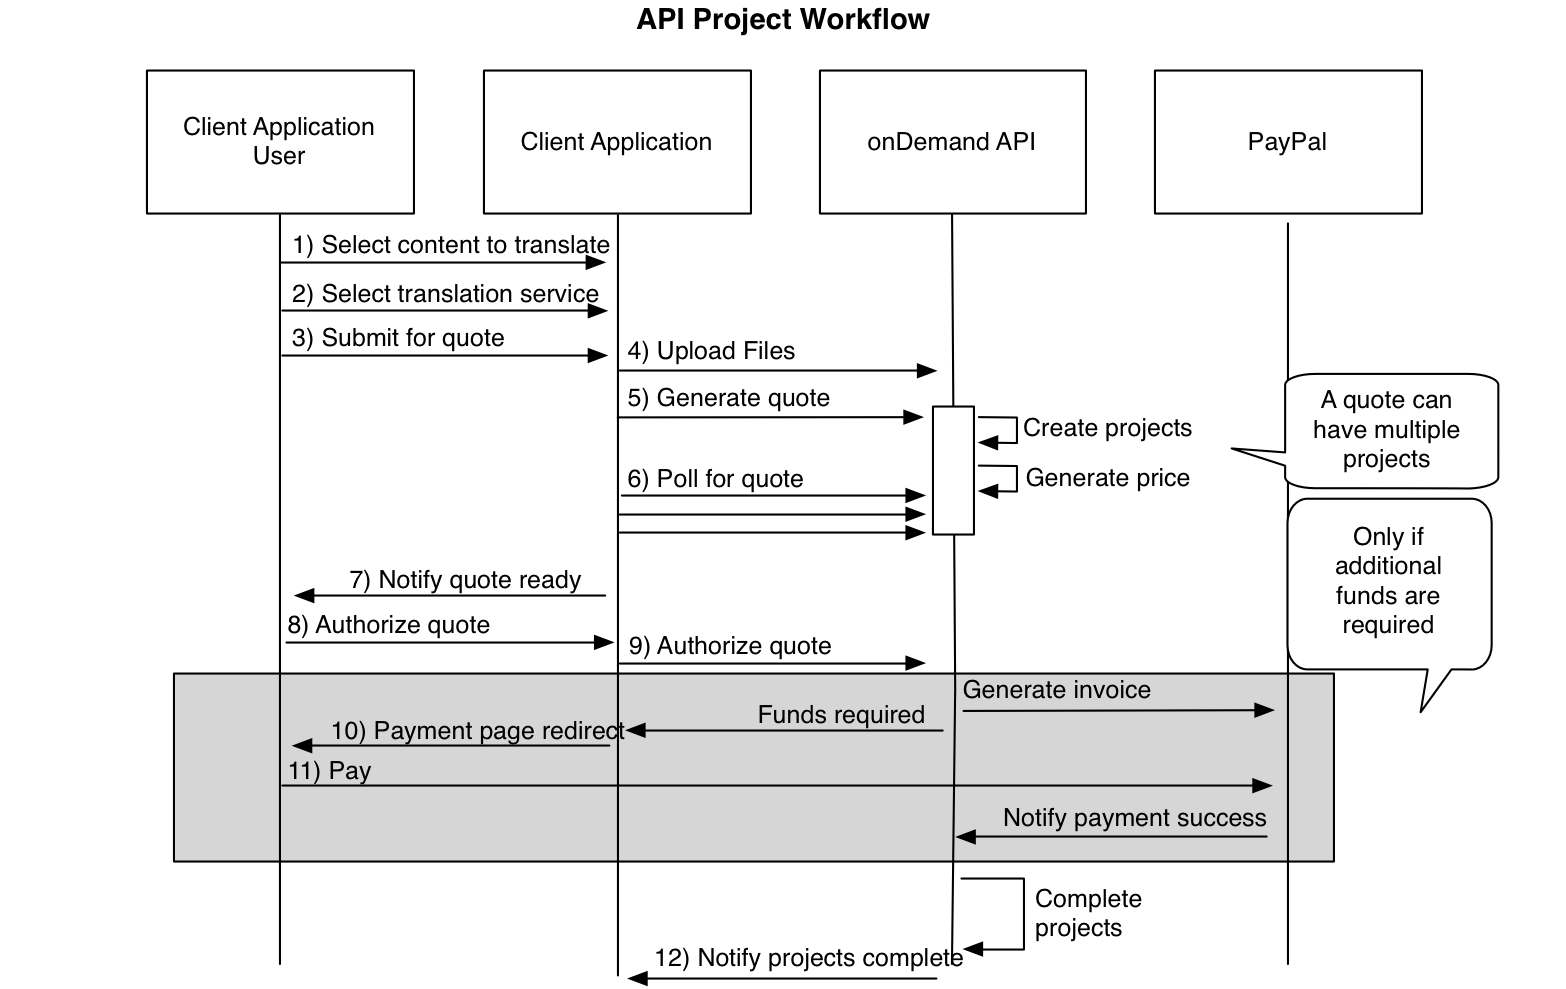 API Project Workflow
Client Application
User
Client Application
onDemand API
PayPal
1) Select content to translate
2) Select translation service
3) Submit for quote
4) Upload Files
5) Generate quote
Create projects
A quote can
have multiple
projects
6) Poll for quote
Generate price
Only if
additional
funds are
required
7) Notify quote ready
8) Authorize quote
9) Authorize quote
Generate invoice
Funds required
10) Payment page redirect
11) Pay
Notify payment success
Complete
projects
12) Notify projects complete